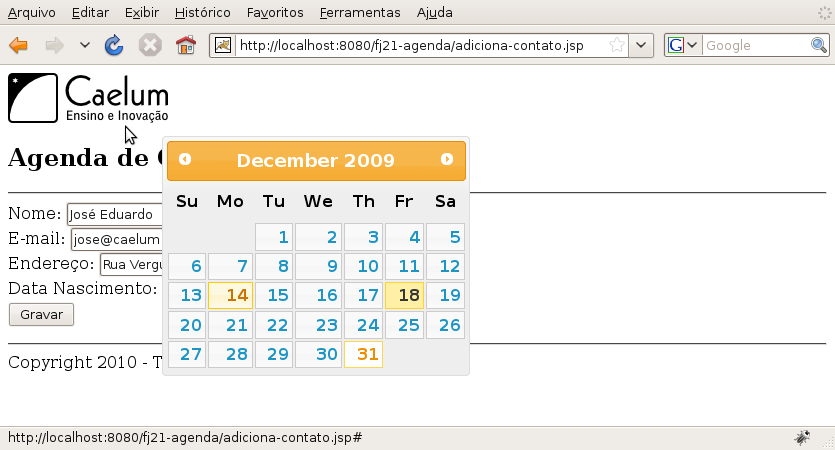 Arquivo Editar Exibir Histórico Favoritos Ferramentas Ajuda
http://localhost:8080/fj21-agenda/adiciona-contato.jsp Google
Caelum
Ensino e Inovação
Agenda de
December 2009
Su Mo Tu We Th Fr Sa
1 2 3 4 5
6 7 8 9 10 11 12
13 14 15 16 17 18 19
20 21 22 23 24 25 26
27 28 29 30 31
Nome: José Eduardo
E-mail: jose@caelum
Endereço: Rua Vergu
Data Nascimento:
Gravar
Copyright 2010 - T
http://localhost:8080/fj21-agenda/adiciona-contato.jsp#